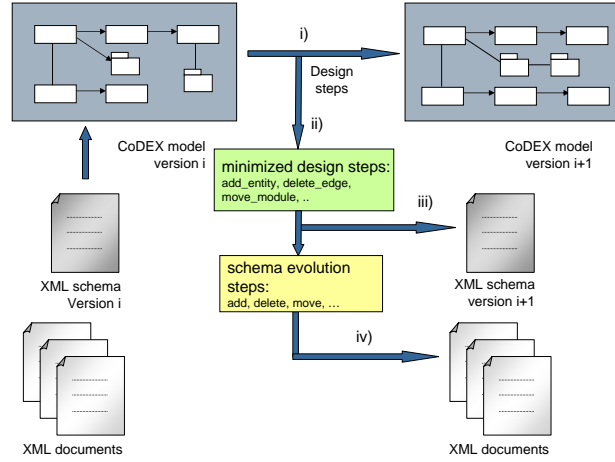 i)
Design
steps
ii)
CoDEX model
version i
CoDEX model
version i+1
minimized design steps:
add_entity, delete_edge,
move_module, ..
iii)
XML schema
Version i
schema evolution
steps:
add, delete, move, …
XML schema
version i+1
iv)
XML documents
XML documents